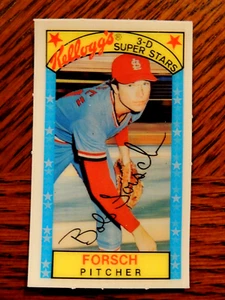 Kellogg's®
3-D
SUPER STARS
Bob Forsch
FORSCH
PITCHER